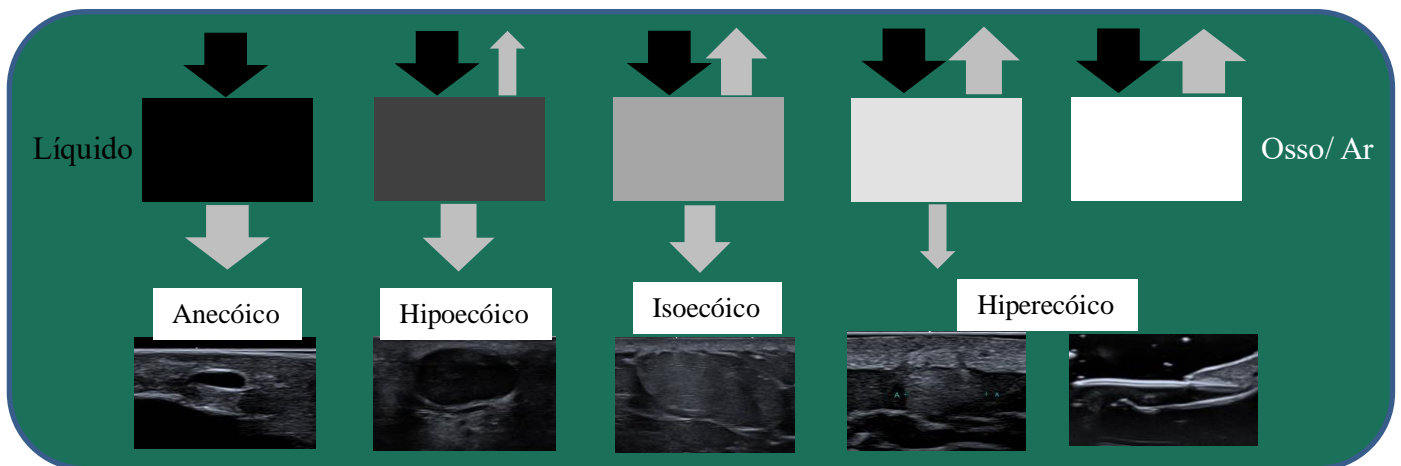 Líquido
Osso/ Ar
Anecóico
Hipoecóico
Isoecóico
Hiperecóico
A
A